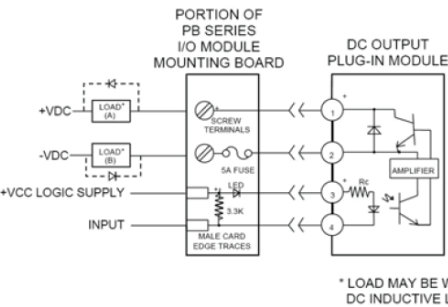 PORTION OF
PB SERIES
I/O MODULE
MOUNTING BOARD
DC OUTPUT
PLUG-IN MODULE
+VDC
LOAD*
(A)
+
SCREW
TERMINALS
1
*
-VDC
LOAD*
(B)
5A FUSE
2
AMPLIFIER
+VCC LOGIC SUPPLY
LED
3.3K
3
*
Rc
INPUT
4
MALE CARD
EDGE TRACES
* LOAD MAY BE
DC INDUCTIVE